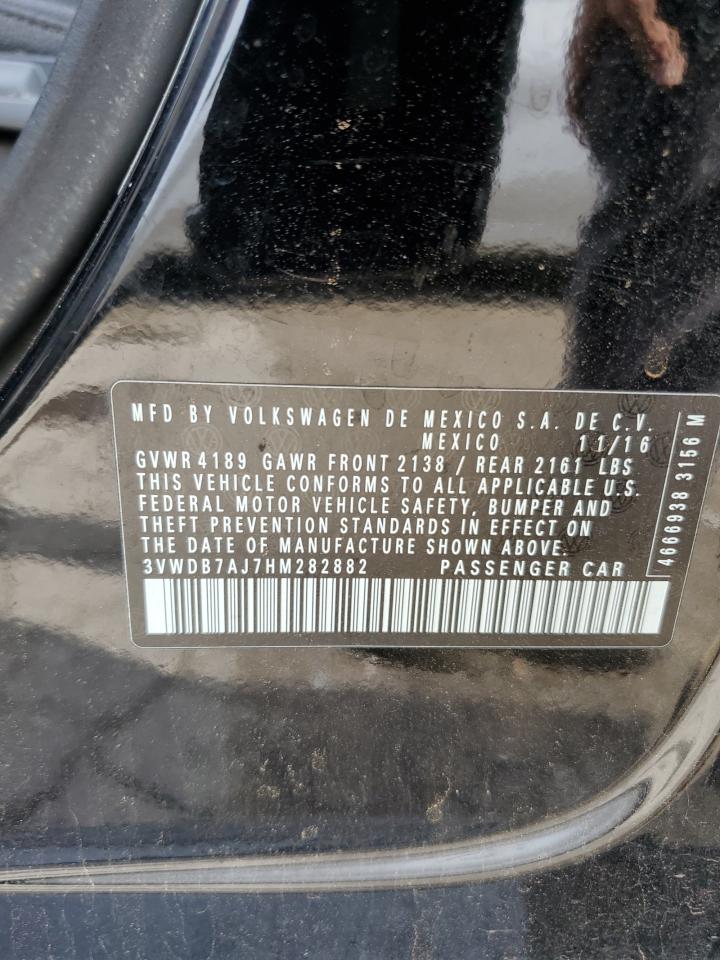 MFD BY VOLKSWAGEN DE MEXICO S.A. DE C.V.
MEXICO 11/16
GVWR 4189 GAWR FRONT 2138 / REAR 2161 LBS
THIS VEHICLE CONFORMS TO ALL APPLICABLE U.S.
FEDERAL MOTOR VEHICLE SAFETY, BUMPER AND
THEFT PREVENTION STANDARDS IN EFFECT ON
THE DATE OF MANUFACTURE SHOWN ABOVE.
3VWDB7AJ7HM282882 PASSENGER CAR
4666938 3156 M